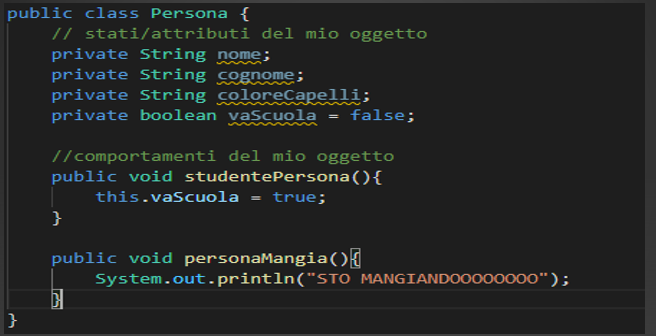 public class Persona {
// stati/attributi del mio oggetto
private String nome;
private String cognome;
private String coloreCapelli;
private boolean vaScuola = false;
//comportamenti del mio oggetto
public void studentePersona(){
this.vaScuola = true;
}
public void personaMangia(){
System.out.println("STO MANGIANDOOOOOOOO");
}
}